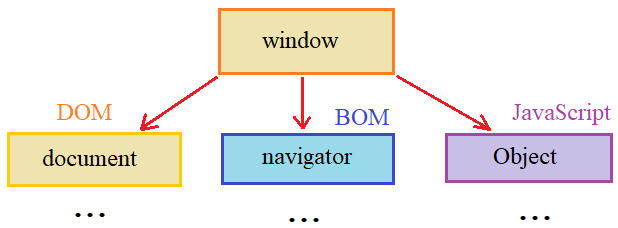 window
DOM
BOM
JavaScript
document
navigator
Object
...
...
...